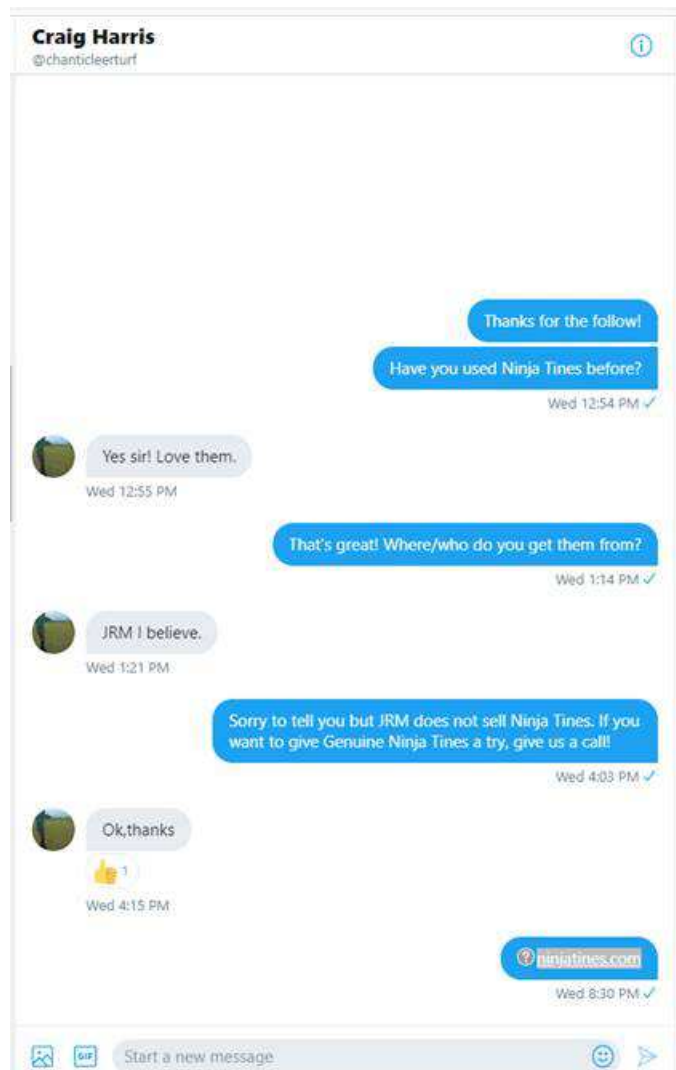 Craig Harris
@chanticleerturf
Thanks for the follow!
Have you used Ninja Tines before?
Wed 12:54 PM ✓
Yes sir! Love them.
Wed 12:55 PM
That's great! Where/who do you get them from?
Wed 1:14 PM ✓
JRM I believe.
Wed 1:21 PM
Sorry to tell you but JRM does not sell Ninja Tines. If you
want to give Genuine Ninja Tines a try, give us a call!
Wed 4:03 PM ✓
Ok,thanks
👍 1
Wed 4:15 PM
ninjatines.com
Wed 8:30 PM ✓
GIF Start a new message